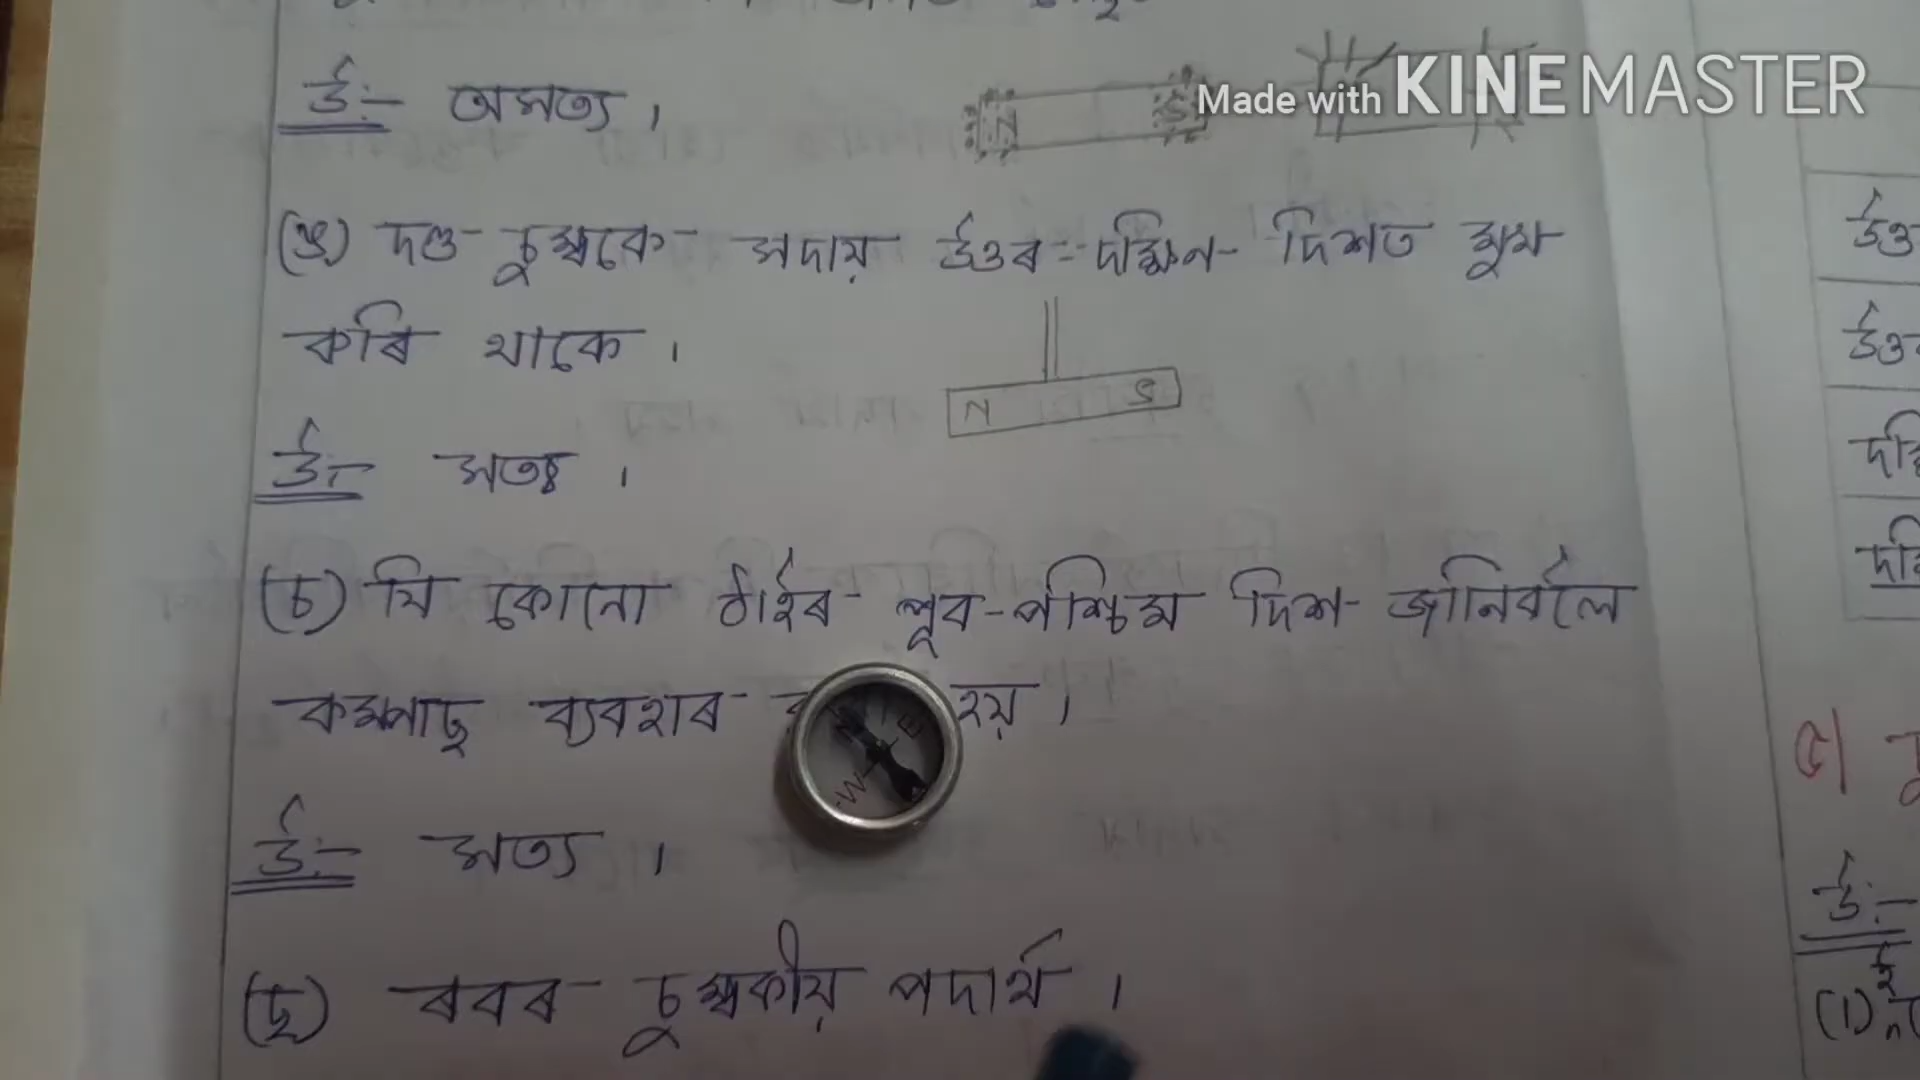 Made with KINEMASTER
উ:- অসত্য ।
N S
(ঙ) দণ্ড চুম্বকে সদায় উত্তৰ-দক্ষিণ দিশত মুখ
কৰি থাকে ।
N S
উ:- সত্য ।
(চ) যি কোনো ঠাইৰ পূব-পশ্চিম দিশ জানিবলৈ
কম্পাছ ব্যৱহাৰ হয় ।
W E
উ:- সত্য ।
(ছ) ৰবৰ চুম্বকীয় পদাৰ্থ ।
উ:-
(1)